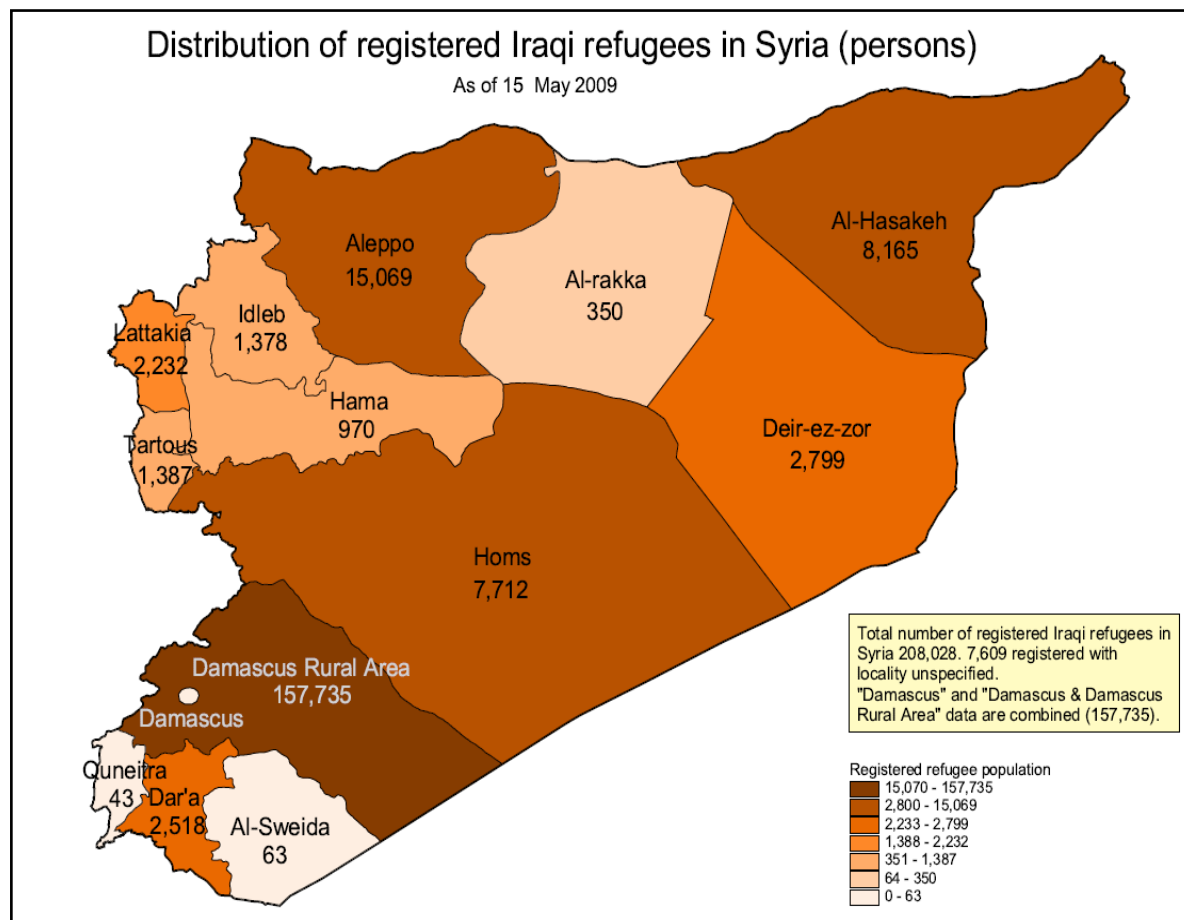 Distribution of registered Iraqi refugees in Syria (persons)
As of 15 May 2009
Al-Hasakeh
8,165
Aleppo
15,069
Al-rakka
350
Idleb
1,378
Lattakia
2,232
Hama
970
Tartous
1,387
Deir-ez-zor
2,799
Homs
7,712
Damascus Rural Area
157,735
Damascus
Quneitra
43
Dar'a
2,518
Al-Sweida
63
Total number of registered Iraqi refugees in
Syria 208,028. 7,609 registered with
locality unspecified.
"Damascus" and "Damascus & Damascus
Rural Area" data are combined (157,735).
Registered refugee population
15,070 - 157,735
2,800 - 15,069
2,233 - 2,799
1,388 - 2,232
351 - 1,387
64 - 350
0 - 63